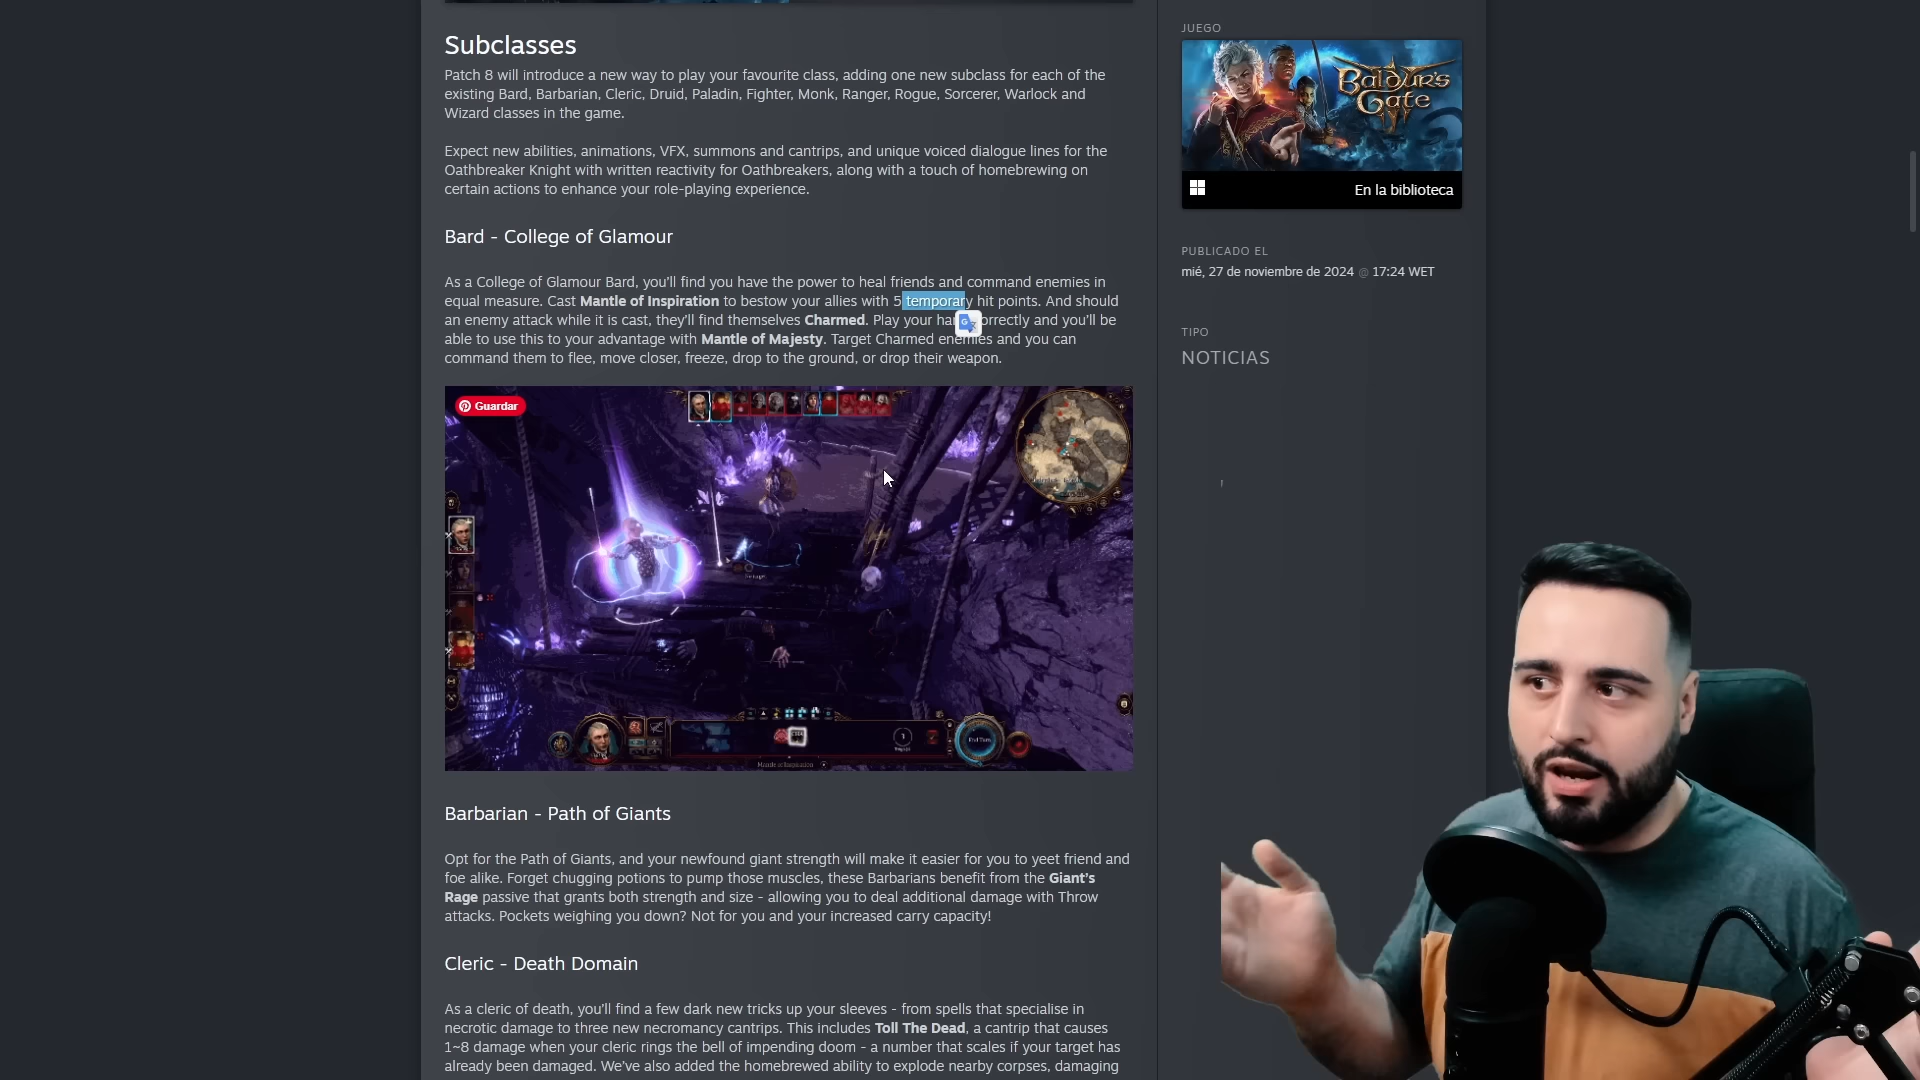 Subclasses
Patch 8 will introduce a new way to play your favourite class, adding one new subclass for each of the
existing Bard, Barbarian, Cleric, Druid, Paladin, Fighter, Monk, Ranger, Rogue, Sorcerer, Warlock and
Wizard classes in the game.
Expect new abilities, animations, VFX, summons and cantrips, and unique voiced dialogue lines for the
Oathbreaker Knight with written reactivity for Oathbreakers, along with a touch of homebrewing on
certain actions to enhance your role-playing experience.
Bard - College of Glamour
As a College of Glamour Bard, you'll find you have the power to heal friends and command enemies in
equal measure. Cast Mantle of Inspiration to bestow your allies with 5 temporary hit points. And should
an enemy attack while it is cast, they'll find themselves Charmed. Play your har orrectly and you'll be
able to use this to your advantage with Mantle of Majesty. Target Charmed enemies and you can
command them to flee, move closer, freeze, drop to the ground, or drop their weapon.
Guardar
End Turn
Mantle of Inspiration
Barbarian - Path of Giants
Opt for the Path of Giants, and your newfound giant strength will make it easier for you to yeet friend and
foe alike. Forget chugging potions to pump those muscles, these Barbarians benefit from the Giant's
Rage passive that grants both strength and size - allowing you to deal additional damage with Throw
attacks. Pockets weighing you down? Not for you and your increased carry capacity!
Cleric - Death Domain
As a cleric of death, you'll find a few dark new tricks up your sleeves - from spells that specialise in
necrotic damage to three new necromancy cantrips. This includes Toll The Dead, a cantrip that causes
1~8 damage when your cleric rings the bell of impending doom - a number that scales if your target has
already been damaged. We've also added the homebrewed ability to explode nearby corpses, damaging
JUEGO
Baldur's
Gate
III
En la biblioteca
PUBLICADO EL
mié, 27 de noviembre de 2024 @ 17:24 WET
TIPO
NOTICIAS